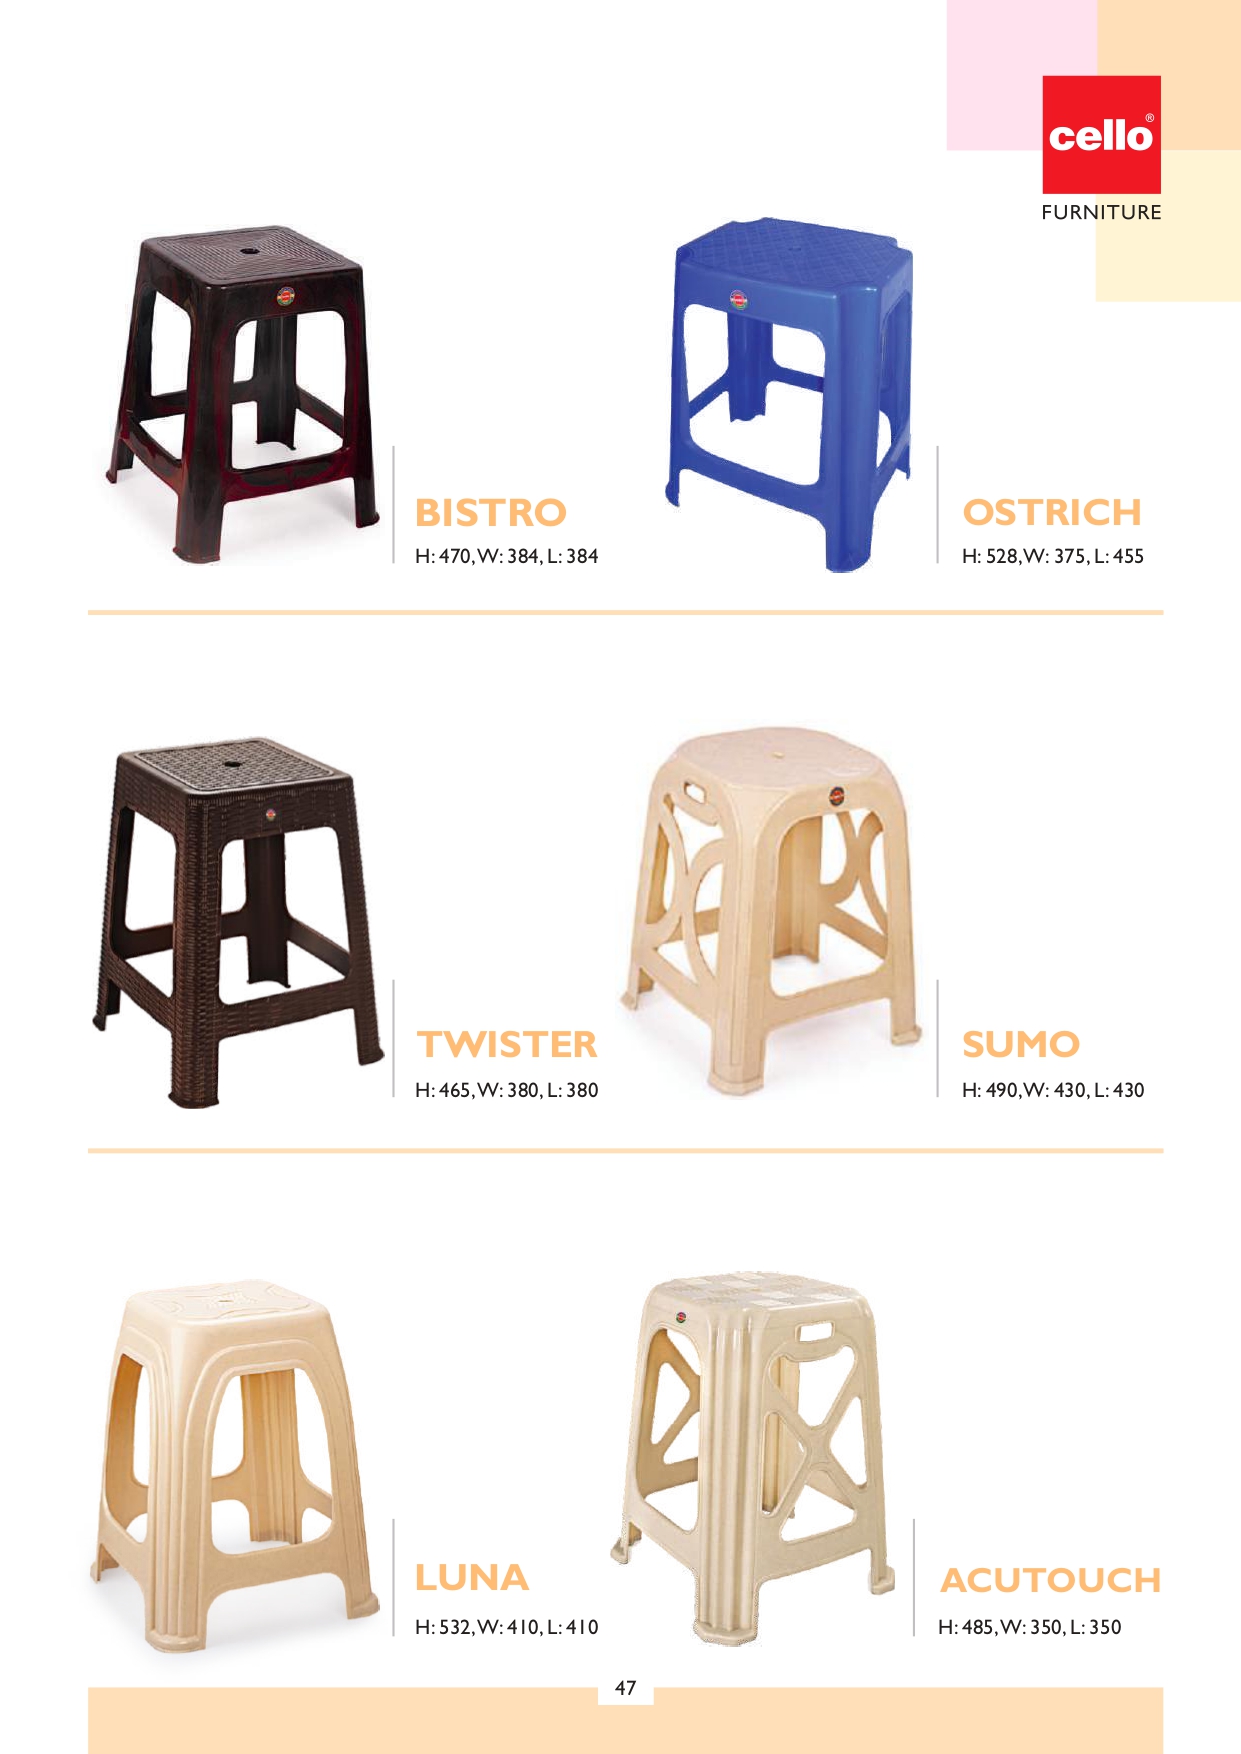 cello®
FURNITURE
BISTRO
H: 470, W: 384, L: 384
OSTRICH
H: 528, W: 375, L: 455
TWISTER
H: 465, W: 380, L: 380
SUMO
H: 490, W: 430, L: 430
LUNA
H: 532, W: 410, L: 410
ACUTOUCH
H: 485, W: 350, L: 350
47